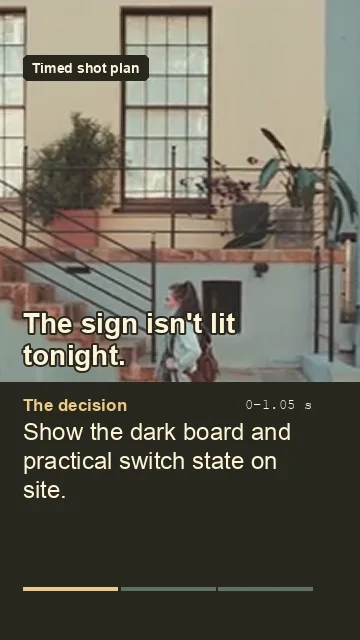 Timed shot plan
The sign isn't lit
tonight.
The decision
0–1.05 s
Show the dark board and
practical switch state on
site.